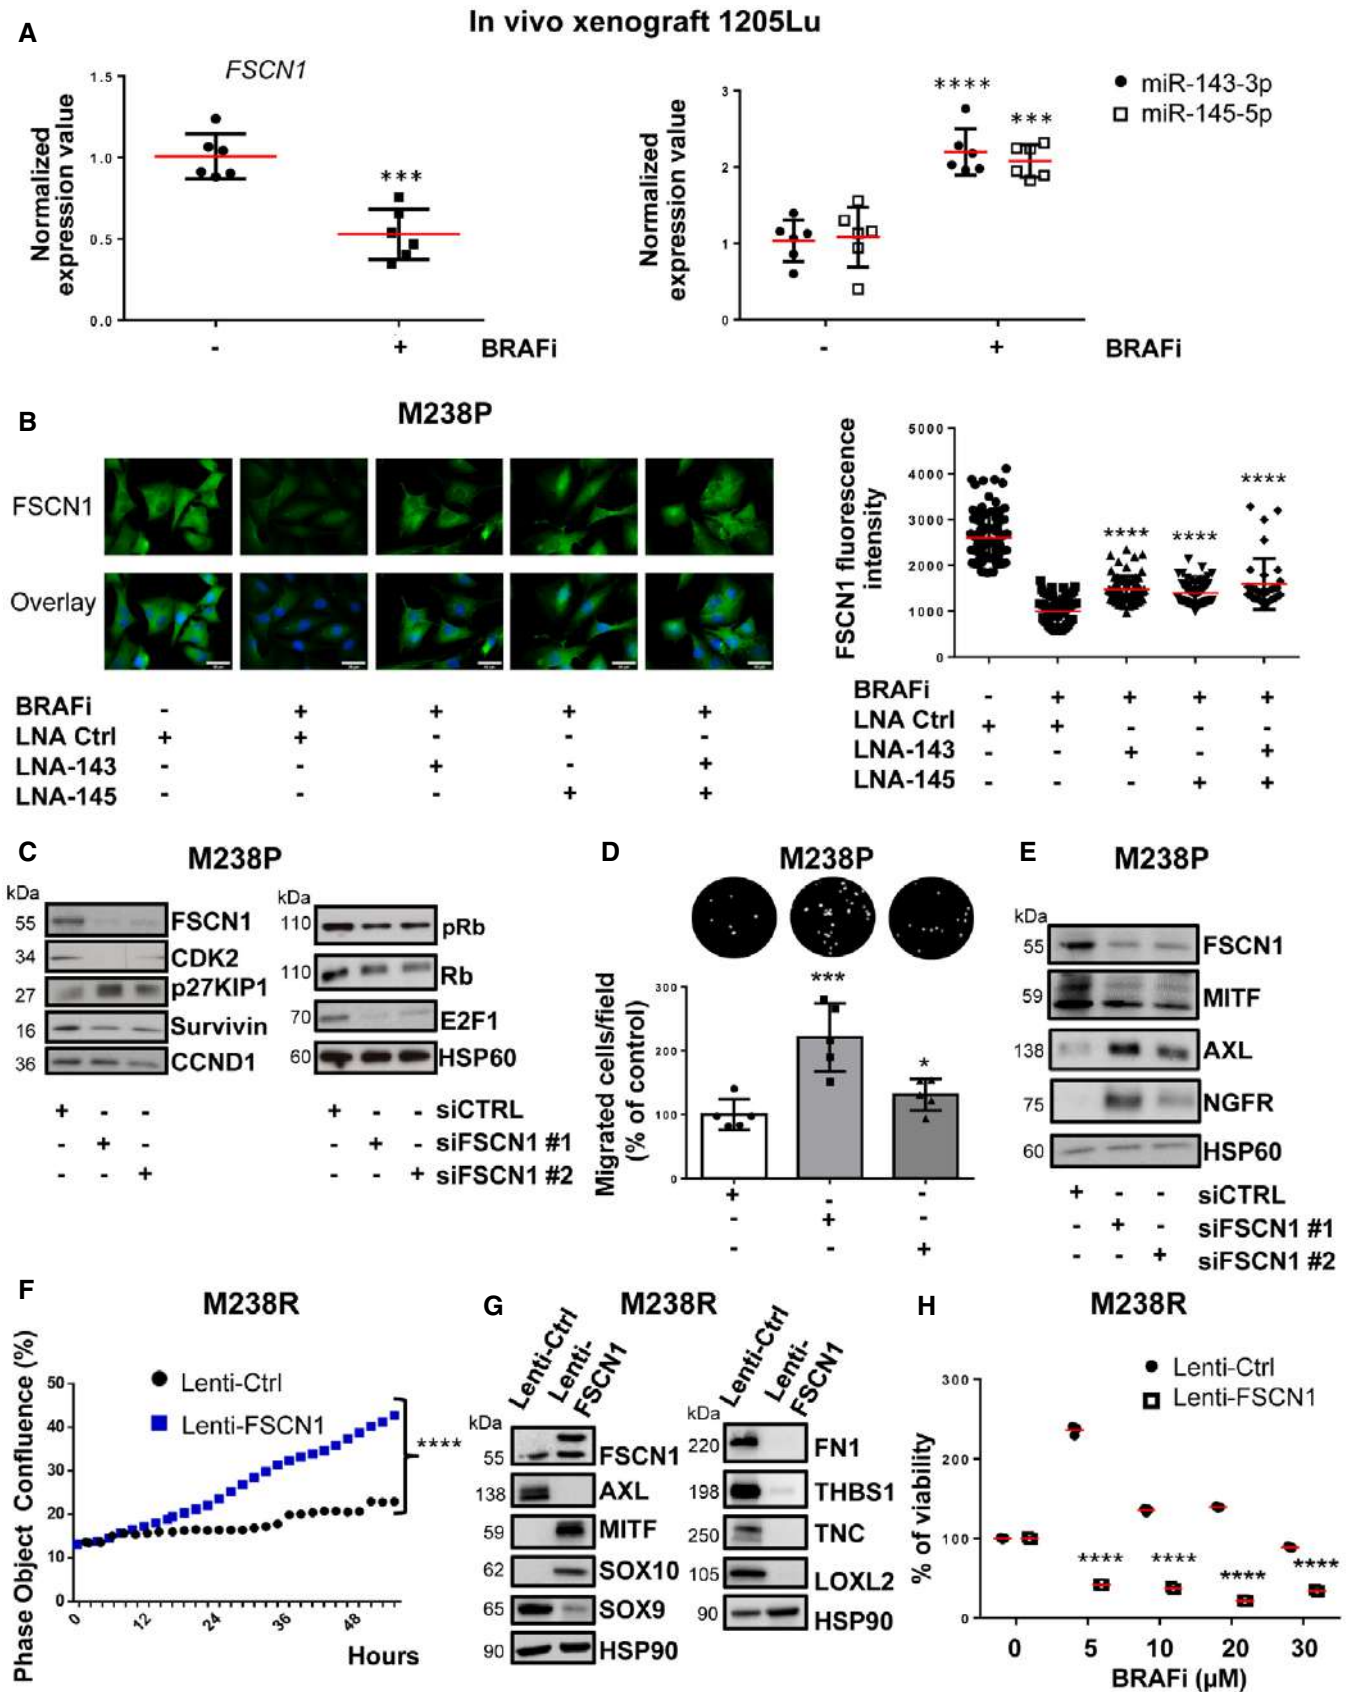 In vivo xenograft 1205Lu
A
FSCN1
Normalized
expression value
1.5
1.0
0.5
0.0
***
- + BRAFi
Normalized
expression value
3
2
1
0
****
***
miR-143-3p
miR-145-5p
- + BRAFi
B
M238P
FSCN1
Overlay
BRAFi - + + + +
LNA Ctrl + + - - -
LNA-143 - - + - +
LNA-145 - - - + +
FSCN1 fluorescence
intensity
5000
4000
3000
2000
1000
0
**** **** ****
BRAFi - + + + +
LNA Ctrl + + - - -
LNA-143 - - + - +
LNA-145 - - - + +
C
M238P
kDa
55 FSCN1
34 CDK2
27 p27KIP1
16 Survivin
36 CCND1
kDa
110 pRb
110 Rb
70 E2F1
60 HSP60
+ - - + - - siCTRL
- + - - + - siFSCN1 #1
- - + - - + siFSCN1 #2
D
M238P
Migrated cells/field
(% of control)
300
200
100
0
***
*
+ - -
- + -
- - +
E
M238P
kDa
55 FSCN1
59 MITF
138 AXL
75 NGFR
60 HSP60
+ - - siCTRL
- + - siFSCN1 #1
- - + siFSCN1 #2
F
M238R
Phase Object Confluence (%)
50
40
30
20
10
0
Lenti-Ctrl
Lenti-FSCN1
****
0 12 24 36 48
Hours
G
M238R
Lenti-Ctrl
Lenti-
FSCN1
kDa
55 FSCN1
138 AXL
59 MITF
62 SOX10
65 SOX9
90 HSP90
Lenti-Ctrl
Lenti-
FSCN1
kDa
220 FN1
198 THBS1
250 TNC
105 LOXL2
90 HSP90
H
M238R
Lenti-Ctrl
Lenti-FSCN1
% of viability
300
200
100
0
**** **** **** ****
0 5 10 20 30
BRAFi (µM)